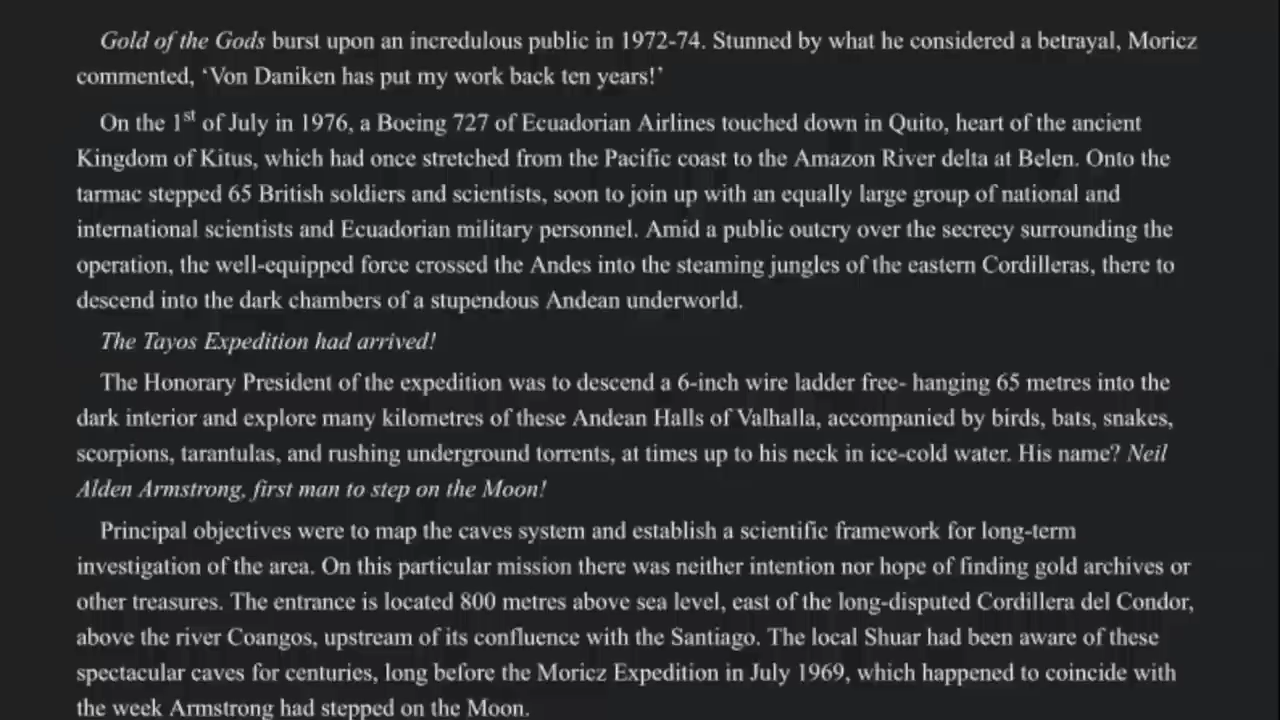 Gold of the Gods burst upon an incredulous public in 1972-74. Stunned by what he considered a betrayal, Moricz
commented, ‘Von Daniken has put my work back ten years!’
On the 1st of July in 1976, a Boeing 727 of Ecuadorian Airlines touched down in Quito, heart of the ancient
Kingdom of Kitus, which had once stretched from the Pacific coast to the Amazon River delta at Belen. Onto the
tarmac stepped 65 British soldiers and scientists, soon to join up with an equally large group of national and
international scientists and Ecuadorian military personnel. Amid a public outcry over the secrecy surrounding the
operation, the well-equipped force crossed the Andes into the steaming jungles of the eastern Cordilleras, there to
descend into the dark chambers of a stupendous Andean underworld.
The Tayos Expedition had arrived!
The Honorary President of the expedition was to descend a 6-inch wire ladder free- hanging 65 metres into the
dark interior and explore many kilometres of these Andean Halls of Valhalla, accompanied by birds, bats, snakes,
scorpions, tarantulas, and rushing underground torrents, at times up to his neck in ice-cold water. His name? Neil
Alden Armstrong, first man to step on the Moon!
Principal objectives were to map the caves system and establish a scientific framework for long-term
investigation of the area. On this particular mission there was neither intention nor hope of finding gold archives or
other treasures. The entrance is located 800 metres above sea level, east of the long-disputed Cordillera del Condor,
above the river Coangos, upstream of its confluence with the Santiago. The local Shuar had been aware of these
spectacular caves for centuries, long before the Moricz Expedition in July 1969, which happened to coincide with
the week Armstrong had stepped on the Moon.